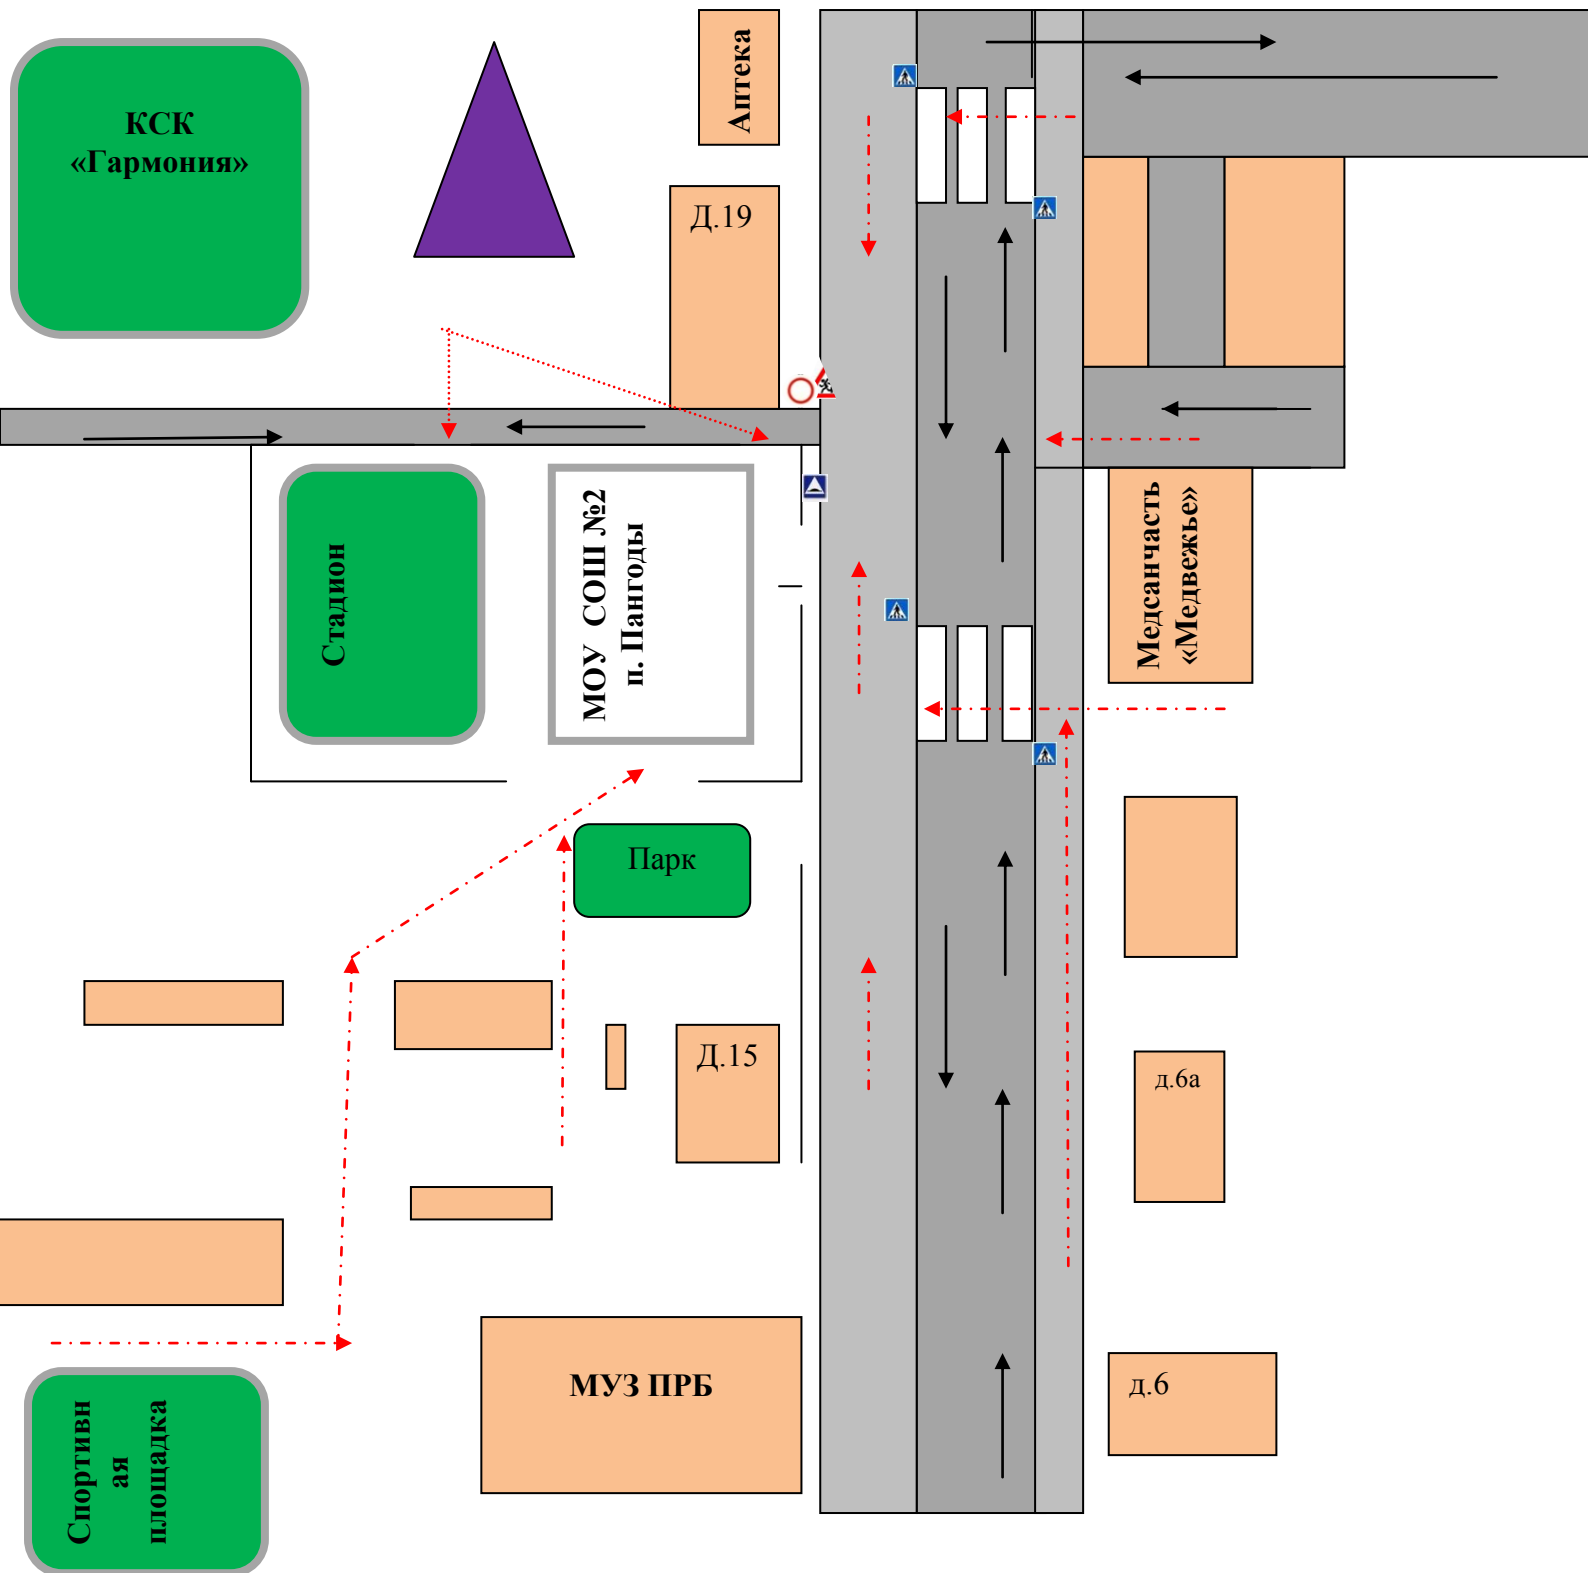 КСК
«Гармония»
Аптека
Д.19
Стадион
МОУ  СОШ №2
п. Пангоды
Медсанчасть
«Медвежье»
Парк
Д.15
д.6а
МУЗ ПРБ
д.6
Спортивн
ая
площадка